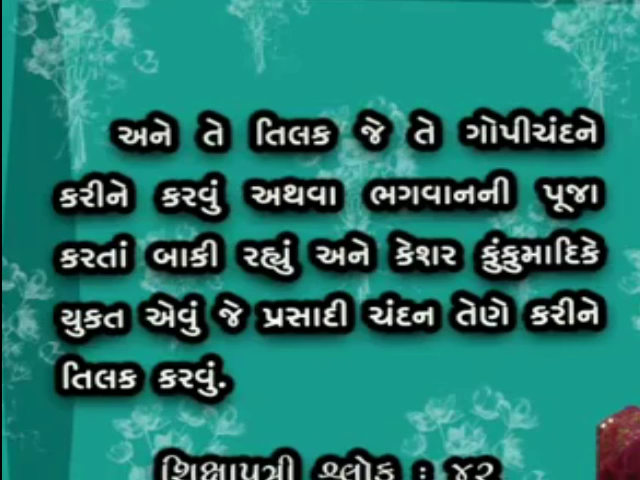 અને તે તિલક જે તે ગોપીચંદને
કરીને કરવું અથવા ભગવાનની પૂજા
કરતાં બાકી રહ્યું અને કેશર કુંકુમાદિકે
યુકત એવું જે પ્રસાદી ચંદન તેણે કરીને
તિલક કરવું.
શિક્ષાપત્રી શ્લોક : ૪૨